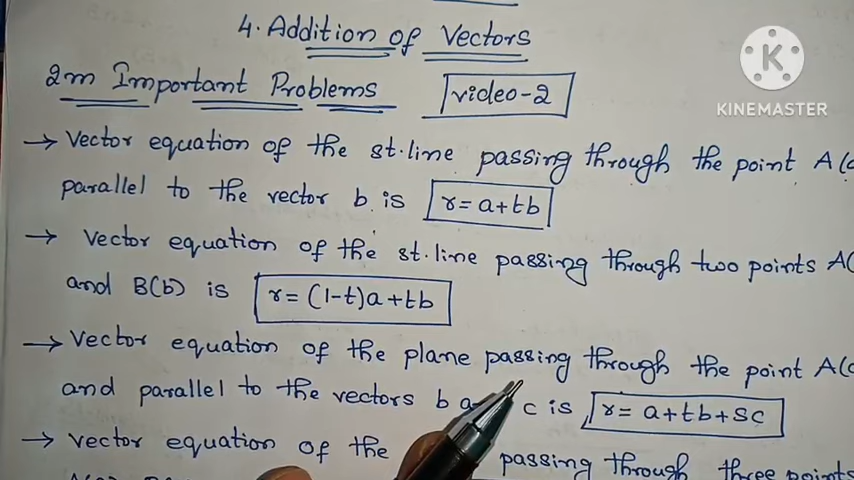 4. Addition of Vectors
2m Important Problems video-2
KINEMASTER
→ Vector equation of the st.line passing through the point A(
parallel to the vector b is r = a+tb
→ Vector equation of the st.line passing through two points A(
and B(b) is r = (1-t)a+tb
→ Vector equation of the plane passing through the point A(
and parallel to the vectors b c is r = a+tb+sc
→ Vector equation of the passing through three points